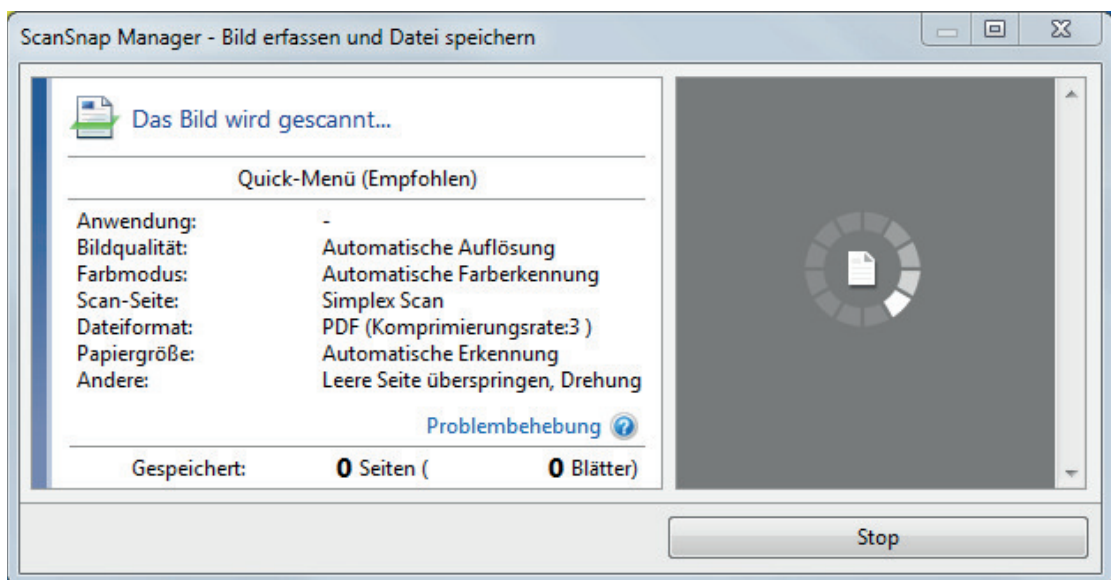 ScanSnap Manager - Bild erfassen und Datei speichern
Das Bild wird gescannt...
Quick-Menü (Empfohlen)
Anwendung: -
Bildqualität: Automatische Auflösung
Farbmodus: Automatische Farberkennung
Scan-Seite: Simplex Scan
Dateiformat: PDF (Komprimierungsrate:3 )
Papiergröße: Automatische Erkennung
Andere: Leere Seite überspringen, Drehung
Problembehebung ?
Gespeichert: 0 Seiten ( 0 Blätter)
Stop